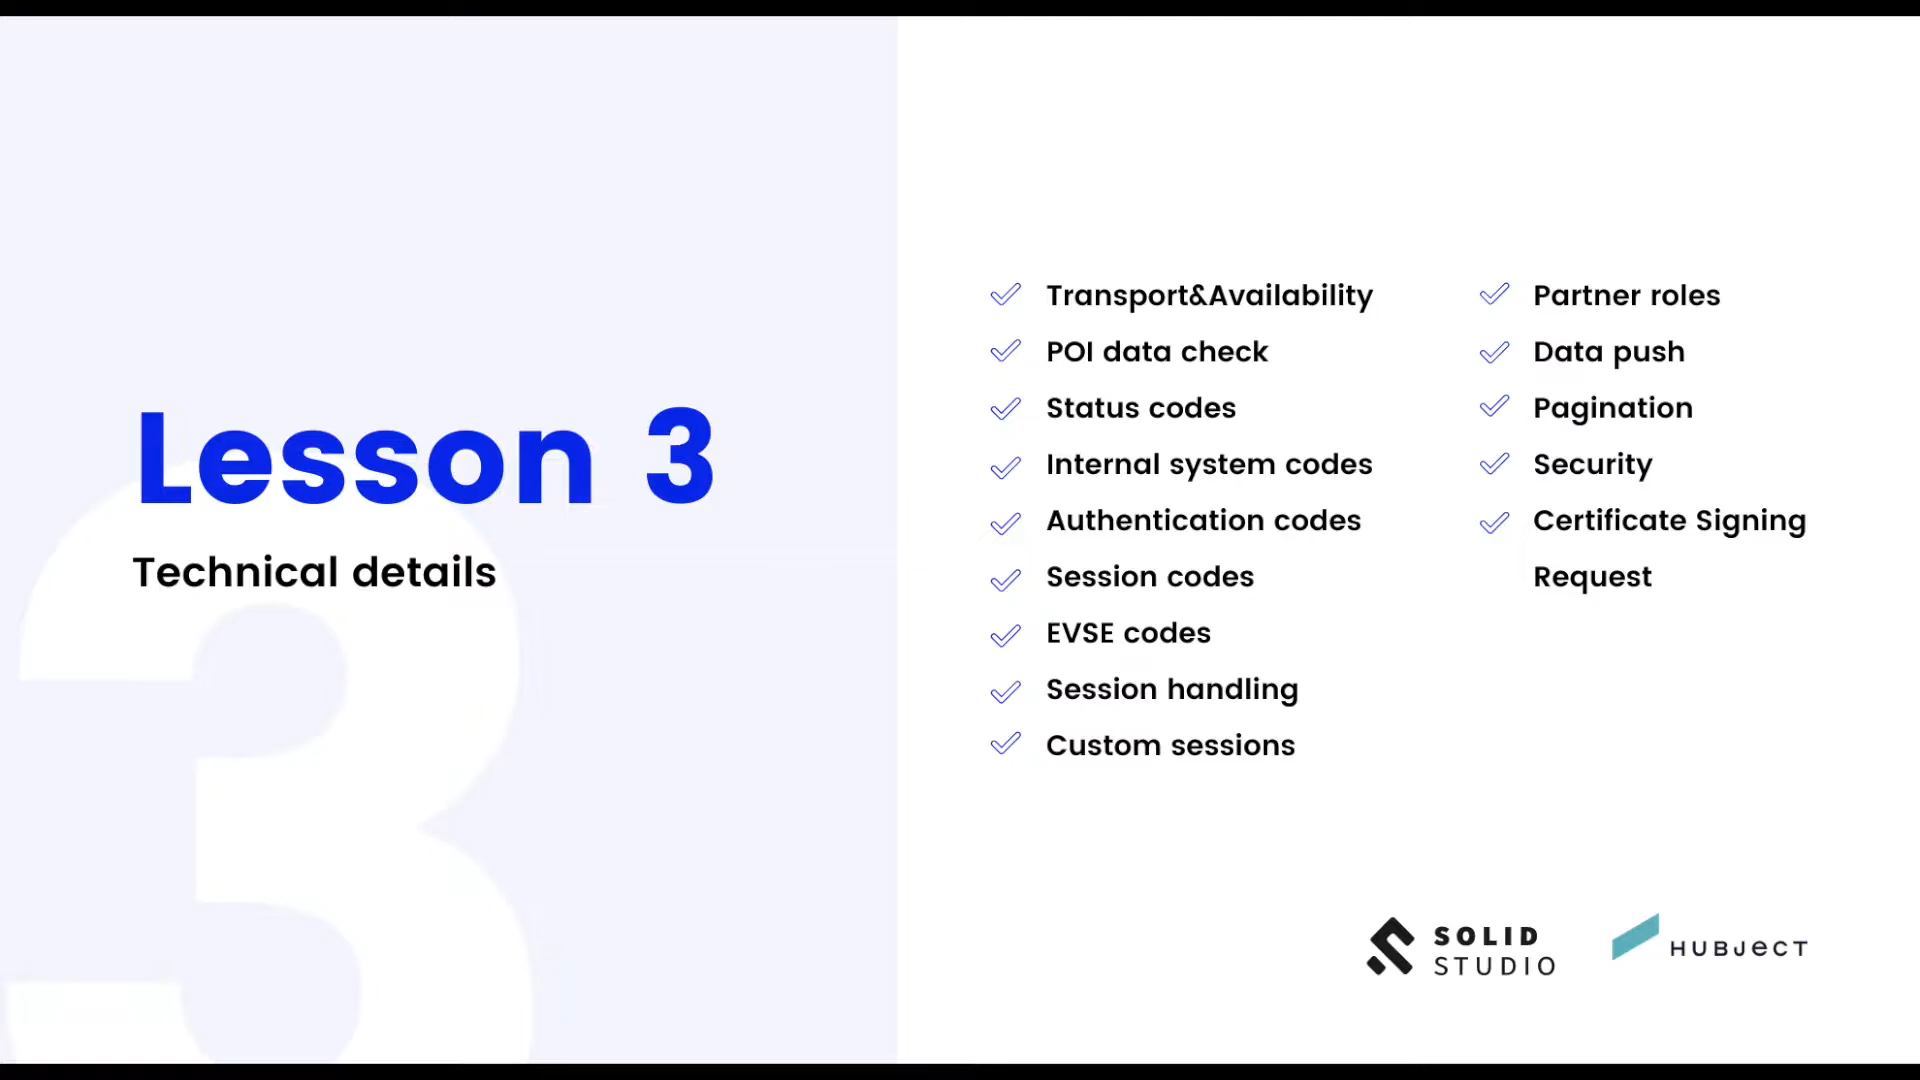 Lesson 3
Technical details
Transport&Availability
POI data check
Status codes
Internal system codes
Authentication codes
Session codes
EVSE codes
Session handling
Custom sessions
Partner roles
Data push
Pagination
Security
Certificate Signing
Request
3
SOLID
STUDIO
HUBJECT